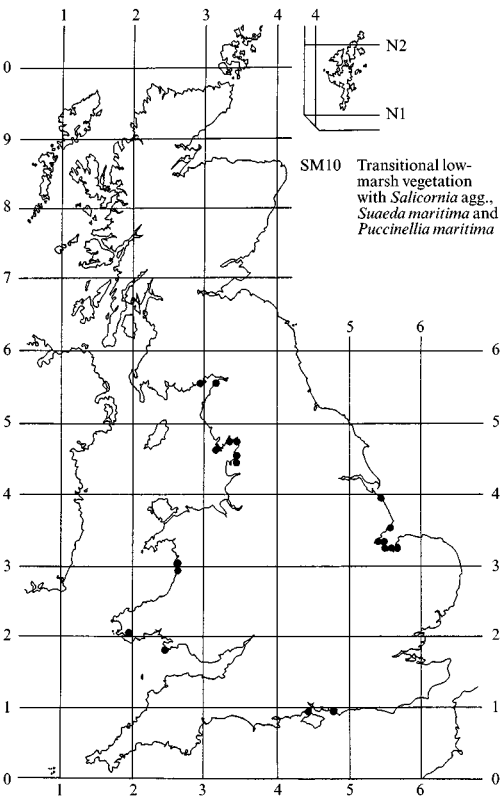 1 2 3 4
4
N2
0
N1
9
SM10 Transitional low-
marsh vegetation
with Salicornia agg.,
Suaeda maritima and
Puccinellia maritima
8
7
5 6
6 6
5 5
4 4
3 3
2 2
1 1
0 0
1 2 3 4 5 6